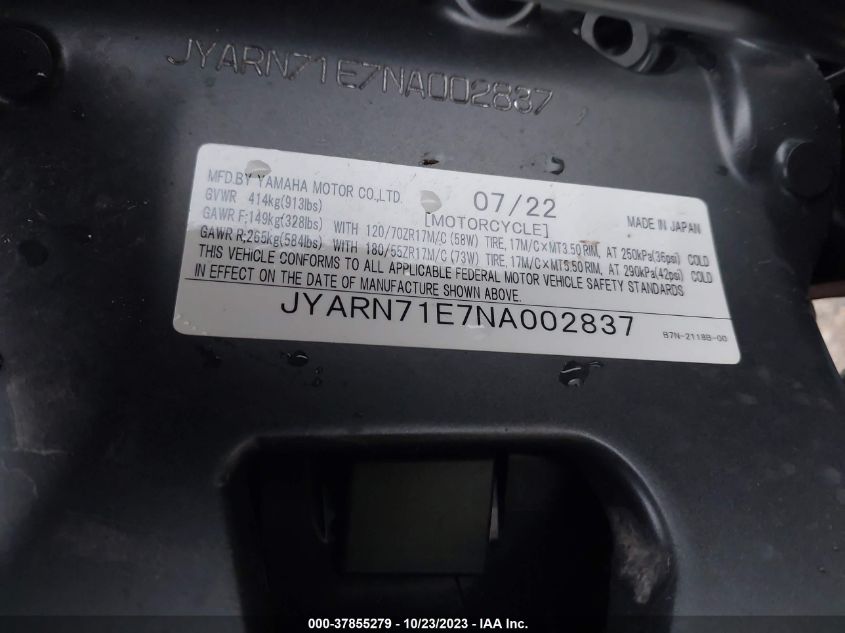 JYARN71E7NA002837
MFD.BY YAMAHA MOTOR CO.,LTD.
07/22
MADE IN JAPAN
GVWR 414kg(913lbs)
[MOTORCYCLE]
GAWR F;149kg(328lbs) WITH 120/70ZR17M/C (58W) TIRE, 17M/C×MT3.50 RIM, AT 250kPa(36psi) COLD
GAWR R;265kg(584lbs) WITH 180/55ZR17M/C (73W) TIRE, 17M/C×MT5.50 RIM, AT 290kPa(42psi) COLD
THIS VEHICLE CONFORMS TO ALL APPLICABLE FEDERAL MOTOR VEHICLE SAFETY STANDARDS
IN EFFECT ON THE DATE OF MANUFACTURE SHOWN ABOVE.
JYARN71E7NA002837
B7N-2118B-00
000-37855279 - 10/23/2023 - IAA Inc.